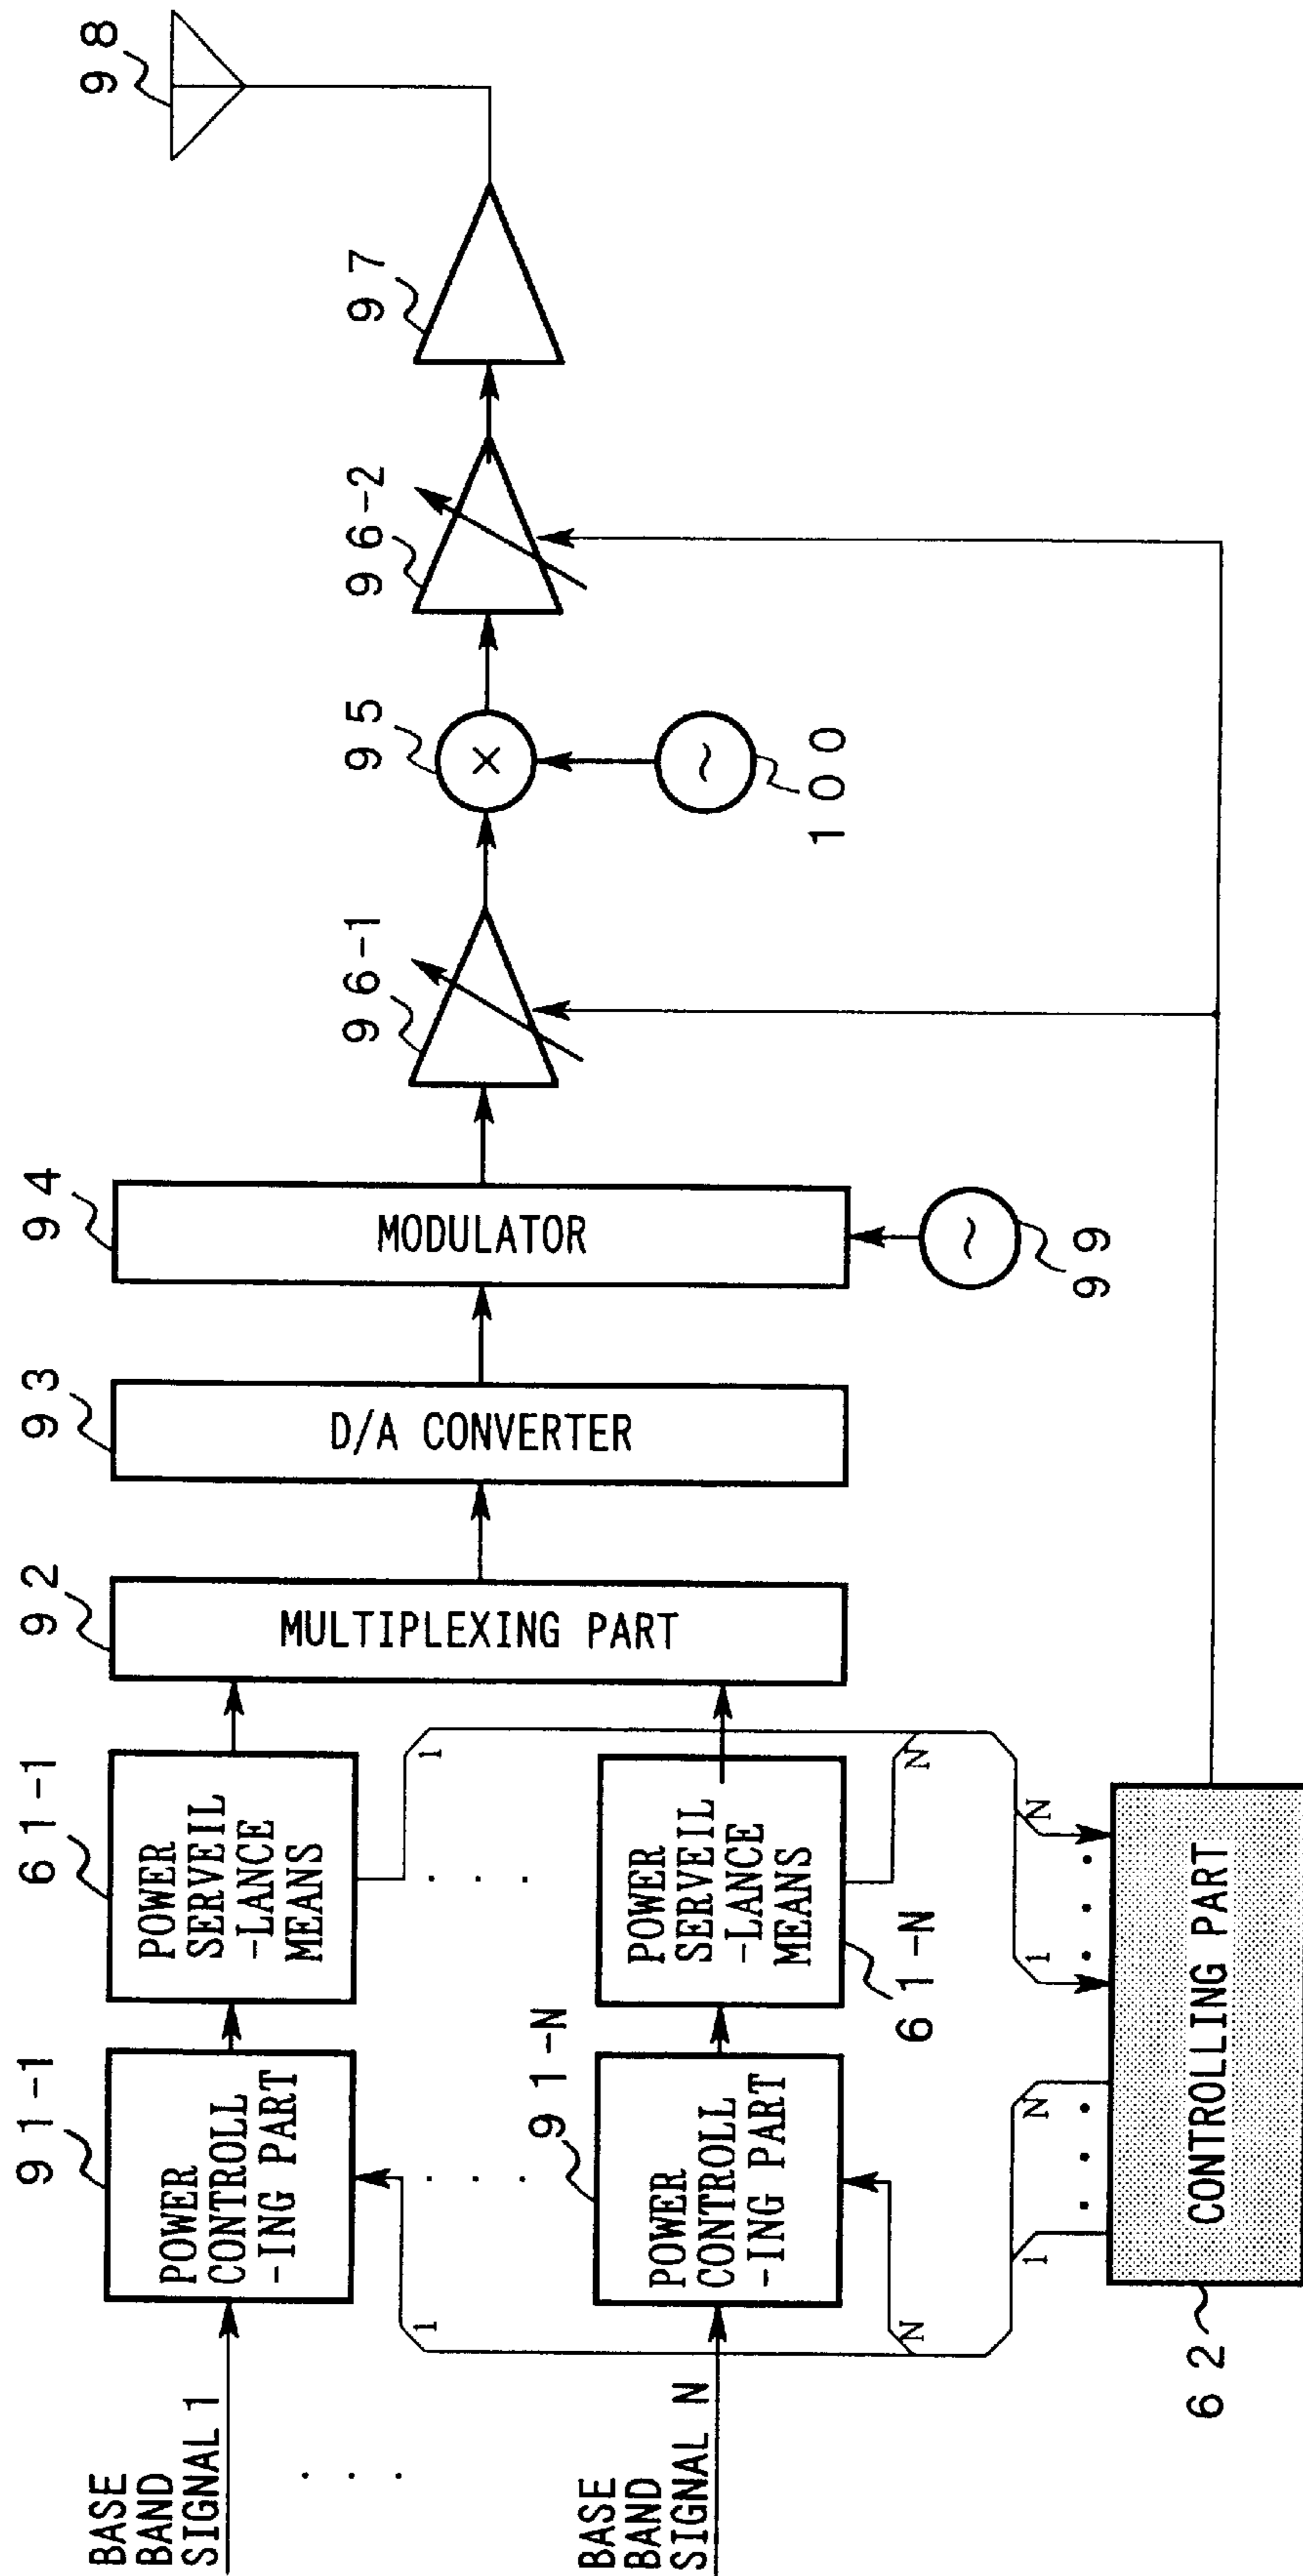 BASE
BAND
SIGNAL 1
91-1
POWER
CONTROLL
-ING PART
61-1
POWER
SERVEIL
-LANCE
MEANS
92
MULTIPLEXING PART
93
D/A CONVERTER
94
MODULATOR
99
96-1
95
100
96-2
97
98
. . .
BASE
BAND
SIGNAL N
91-N
POWER
CONTROLL
-ING PART
61-N
POWER
SERVEIL
-LANCE
MEANS
1
. . .
N
1
. . .
N
1
. . .
N
1
. . .
N
62
CONTROLLING PART